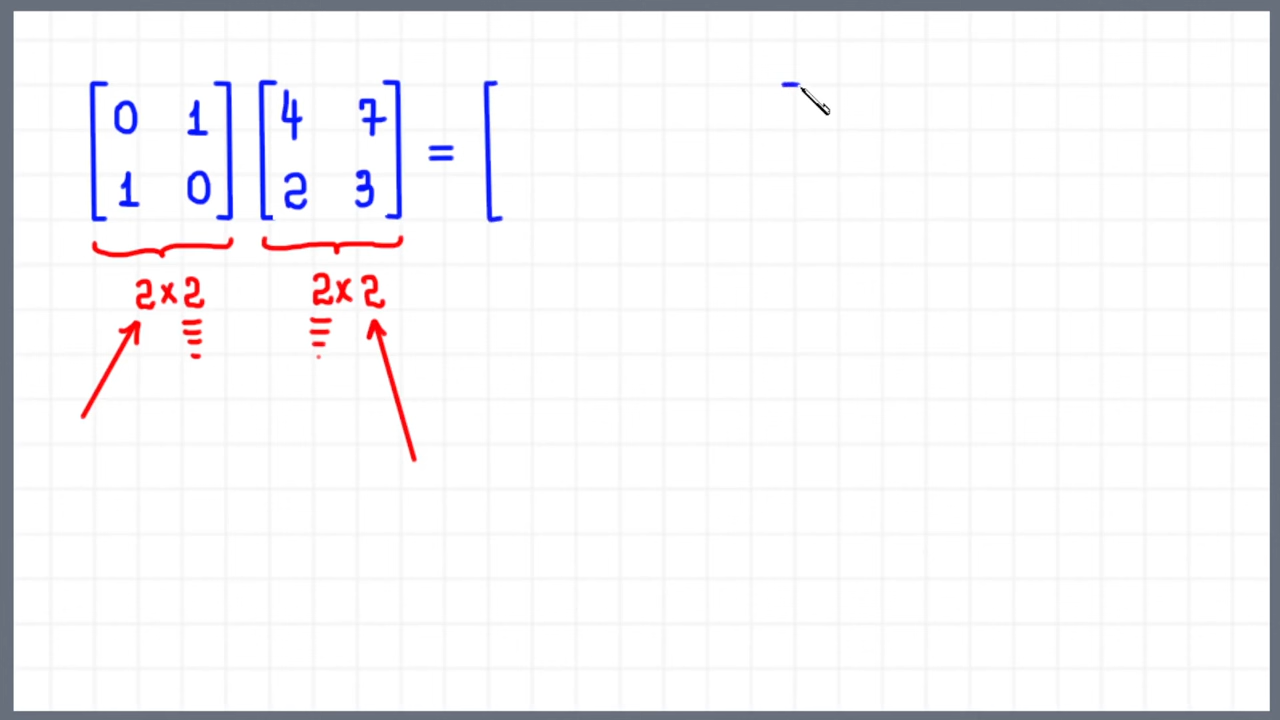 [0 1] [4 7] = [
[1 0] [2 3]
2×2 2×2